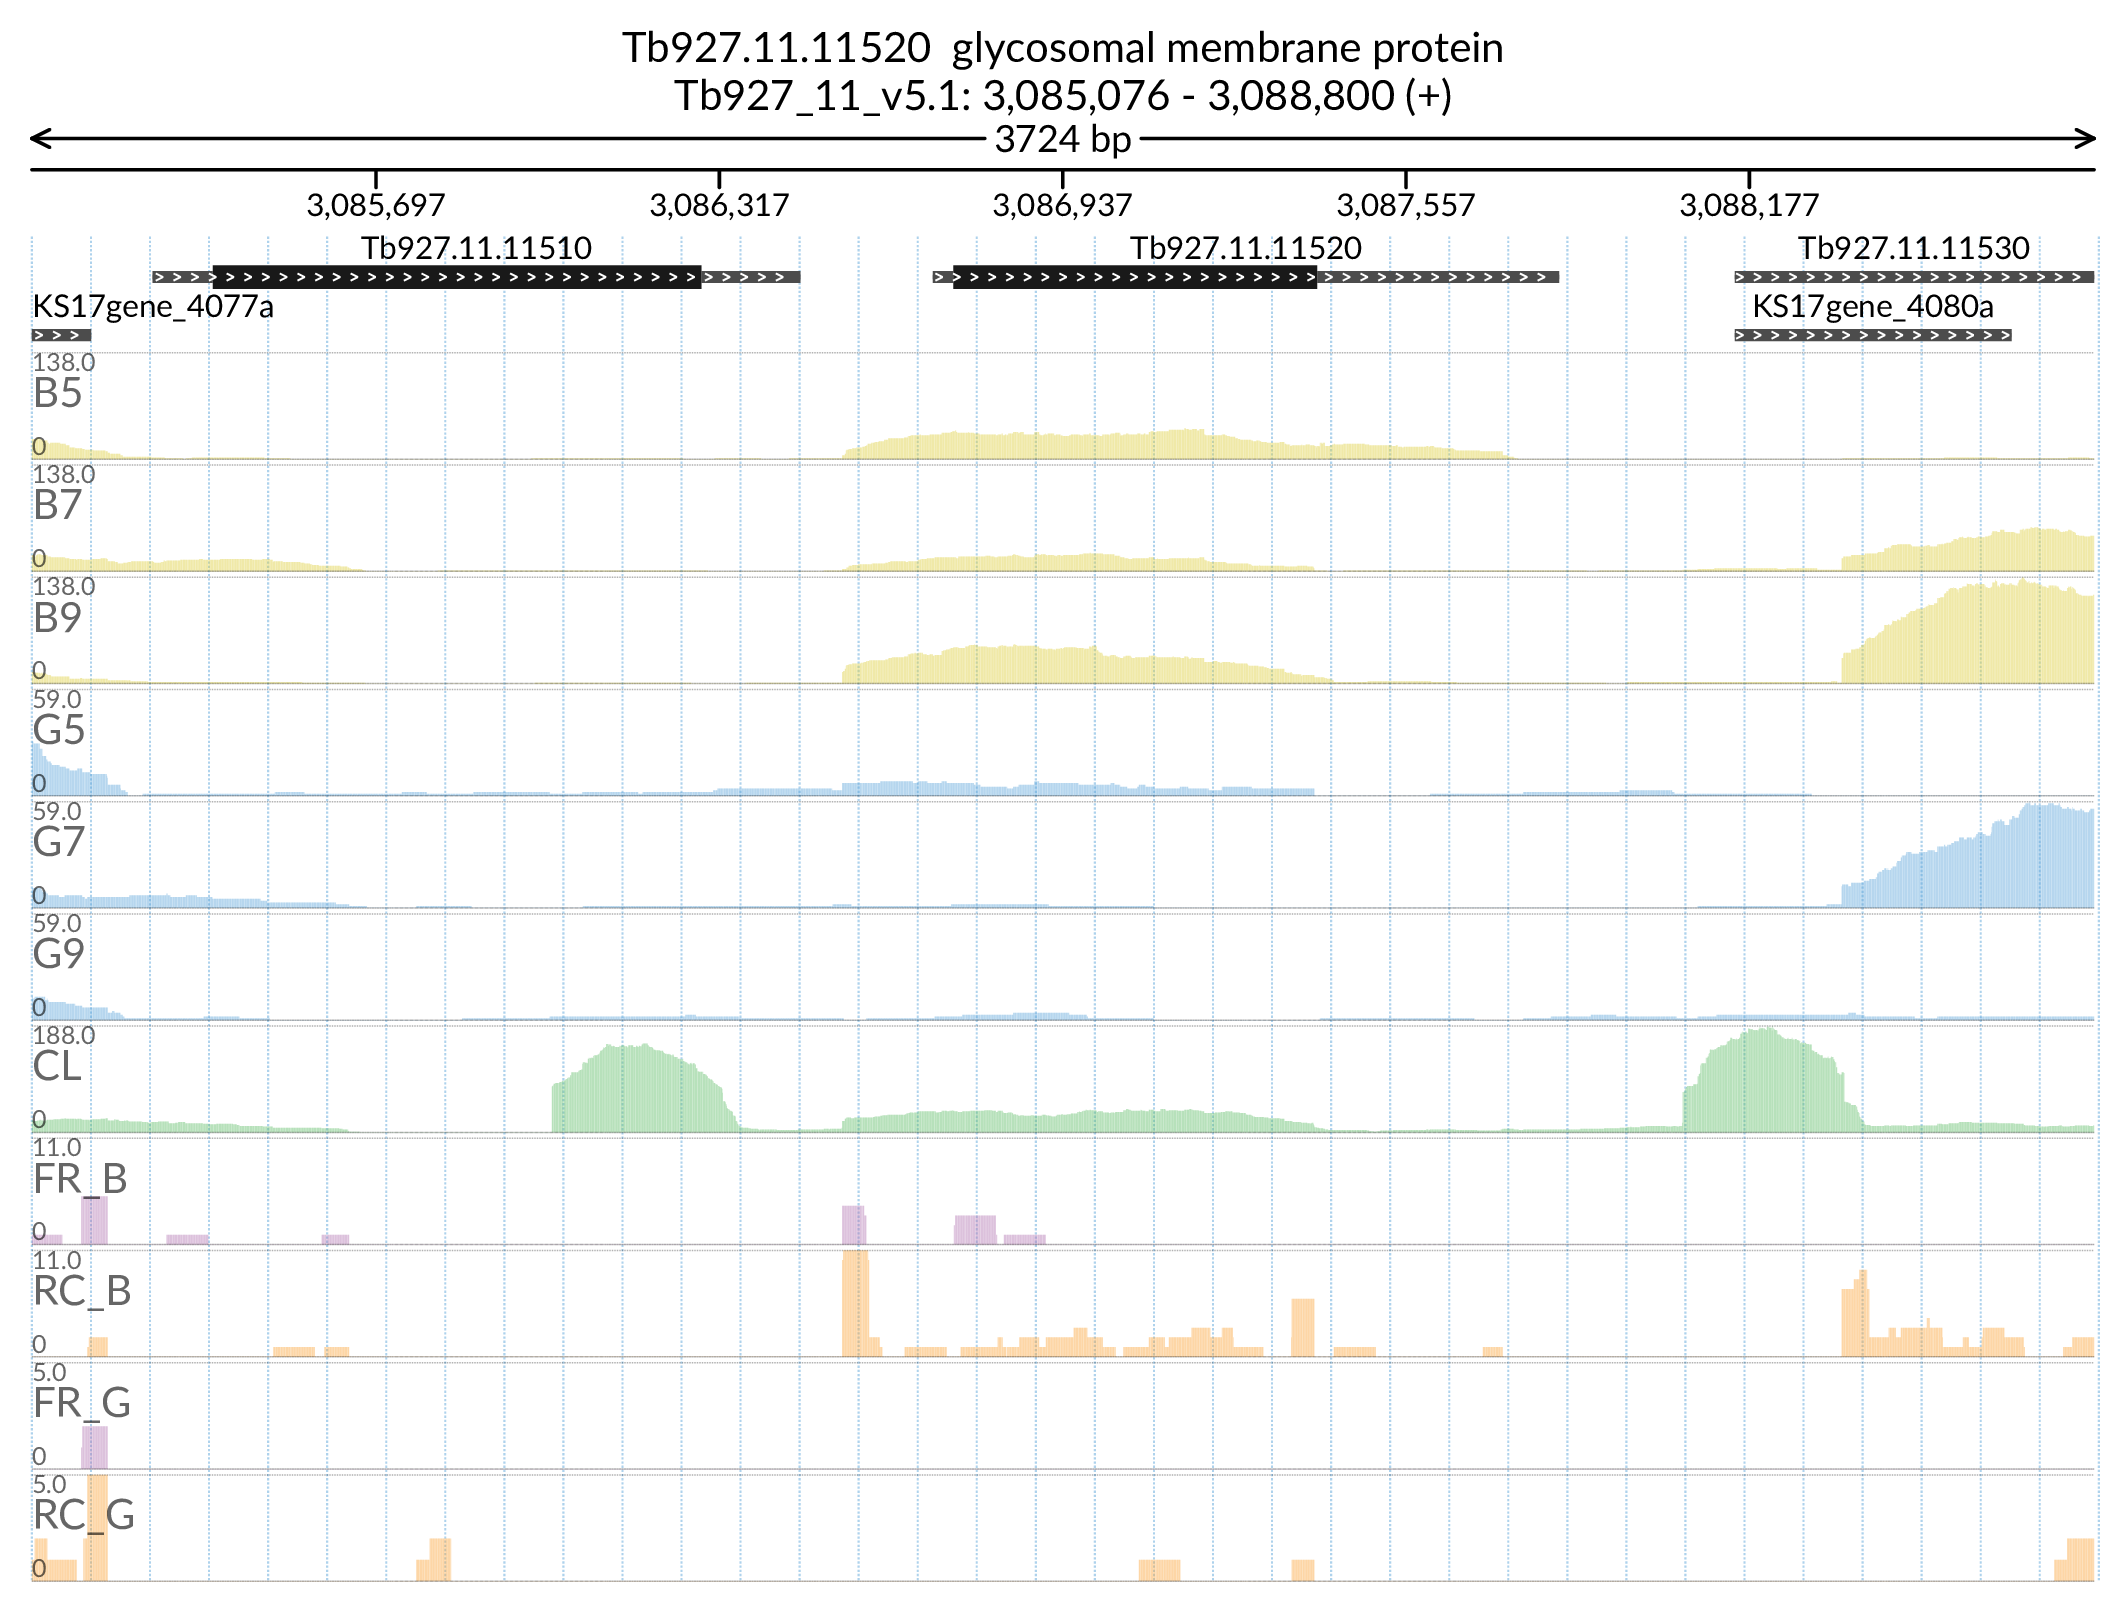 Tb927.11.11520  glycosomal membrane protein
Tb927_11_v5.1: 3,085,076 - 3,088,800 (+)
3724 bp
3,085,697 3,086,317 3,086,937 3,087,557 3,088,177
Tb927.11.11510 Tb927.11.11520 Tb927.11.11530
KS17gene_4077a KS17gene_4080a
138.0
B5
0
138.0
B7
0
138.0
B9
0
59.0
G5
0
59.0
G7
0
59.0
G9
0
188.0
CL
0
11.0
FR_B
0
11.0
RC_B
0
5.0
FR_G
0
5.0
RC_G
0